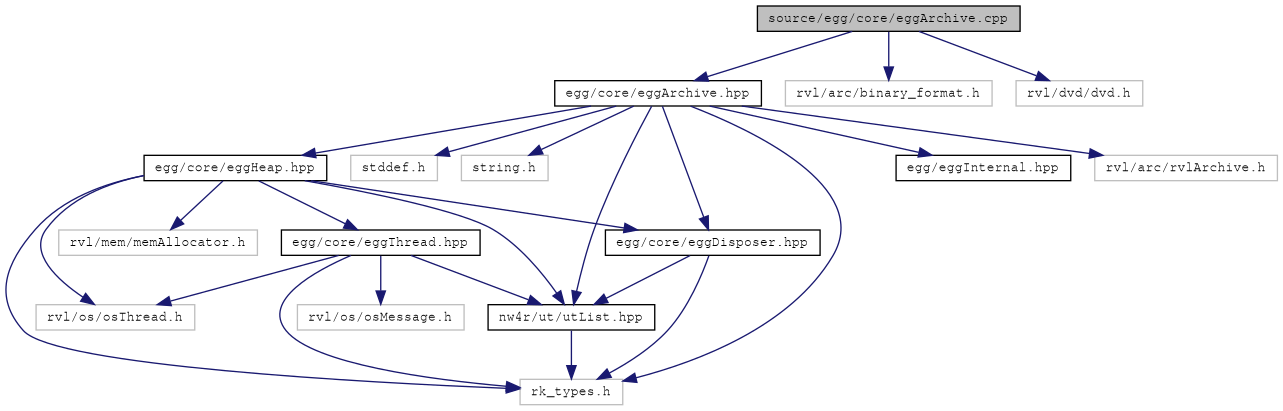 source/egg/core/eggArchive.cpp
egg/core/eggArchive.hpp
rvl/arc/binary_format.h
rvl/dvd/dvd.h
egg/core/eggHeap.hpp
stddef.h
string.h
egg/eggInternal.hpp
rvl/arc/rvlArchive.h
rvl/mem/memAllocator.h
egg/core/eggThread.hpp
egg/core/eggDisposer.hpp
rvl/os/osThread.h
rvl/os/osMessage.h
nw4r/ut/utList.hpp
rk_types.h